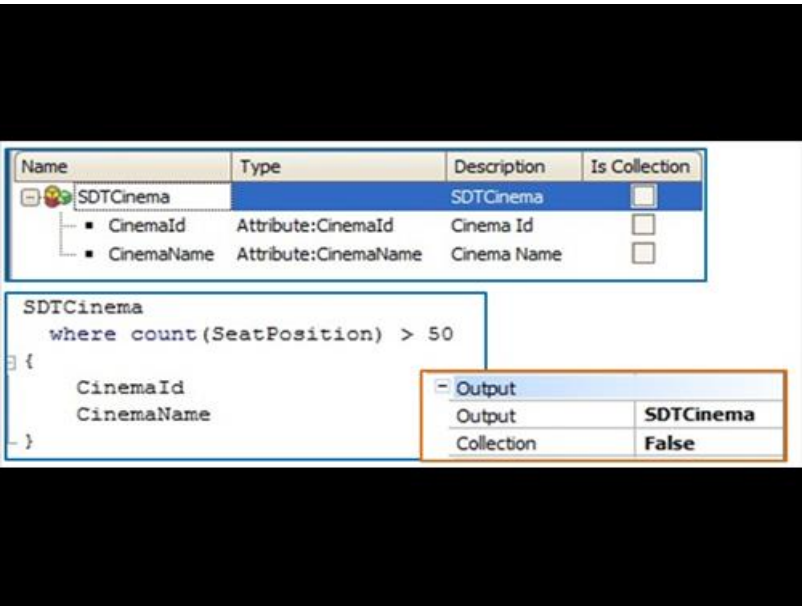 Name Type Description Is Collection
SDTCinema SDTCinema
CinemaId Attribute:CinemaId Cinema Id
CinemaName Attribute:CinemaName Cinema Name
SDTCinema
where count(SeatPosition) > 50
{
CinemaId
CinemaName
}
Output
Output SDTCinema
Collection False